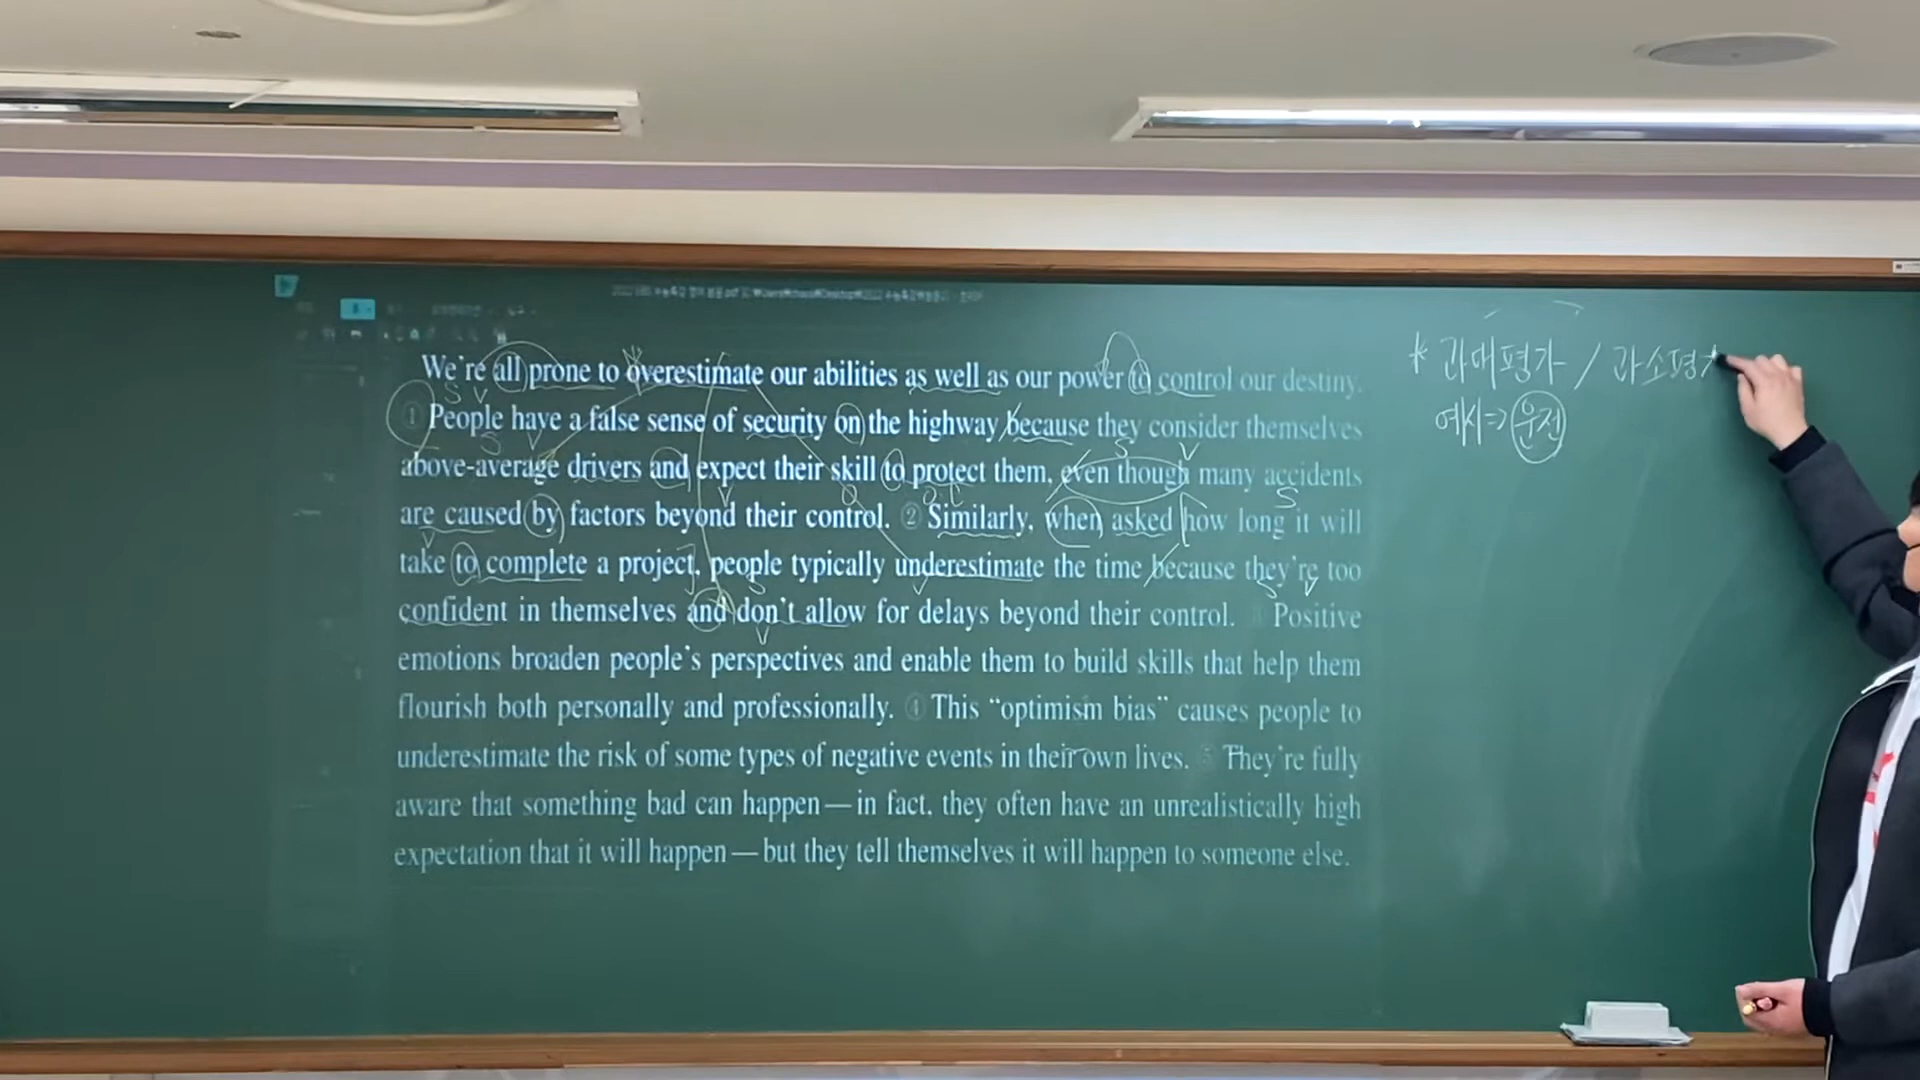 We're all prone to overestimate our abilities as well as our power to control our destiny.
① People have a false sense of security on the highway because they consider themselves
above-average drivers and expect their skill to protect them, even though many accidents
are caused by factors beyond their control. ② Similarly, when asked how long it will
take to complete a project, people typically underestimate the time because they're too
confident in themselves and don't allow for delays beyond their control. ③ Positive
emotions broaden people's perspectives and enable them to build skills that help them
flourish both personally and professionally. ④ This “optimism bias” causes people to
underestimate the risk of some types of negative events in their own lives. ⑤ They're fully
aware that something bad can happen — in fact, they often have an unrealistically high
expectation that it will happen — but they tell themselves it will happen to someone else.
* 과대평가 / 과소평가
예시⇒ 운전